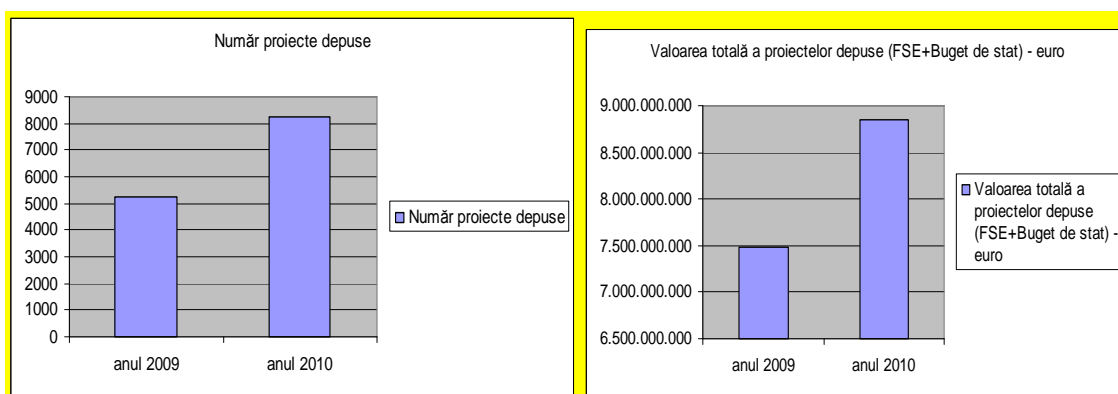 Număr proiecte depuse
9000
8000
7000
6000
5000
4000
3000
2000
1000
0
anul 2009
anul 2010
Număr proiecte depuse
Valoarea totală a proiectelor depuse (FSE+Buget de stat) - euro
9.000.000.000
8.500.000.000
8.000.000.000
7.500.000.000
7.000.000.000
6.500.000.000
anul 2009
anul 2010
Valoarea totală a
proiectelor depuse
(FSE+Buget de stat) -
euro